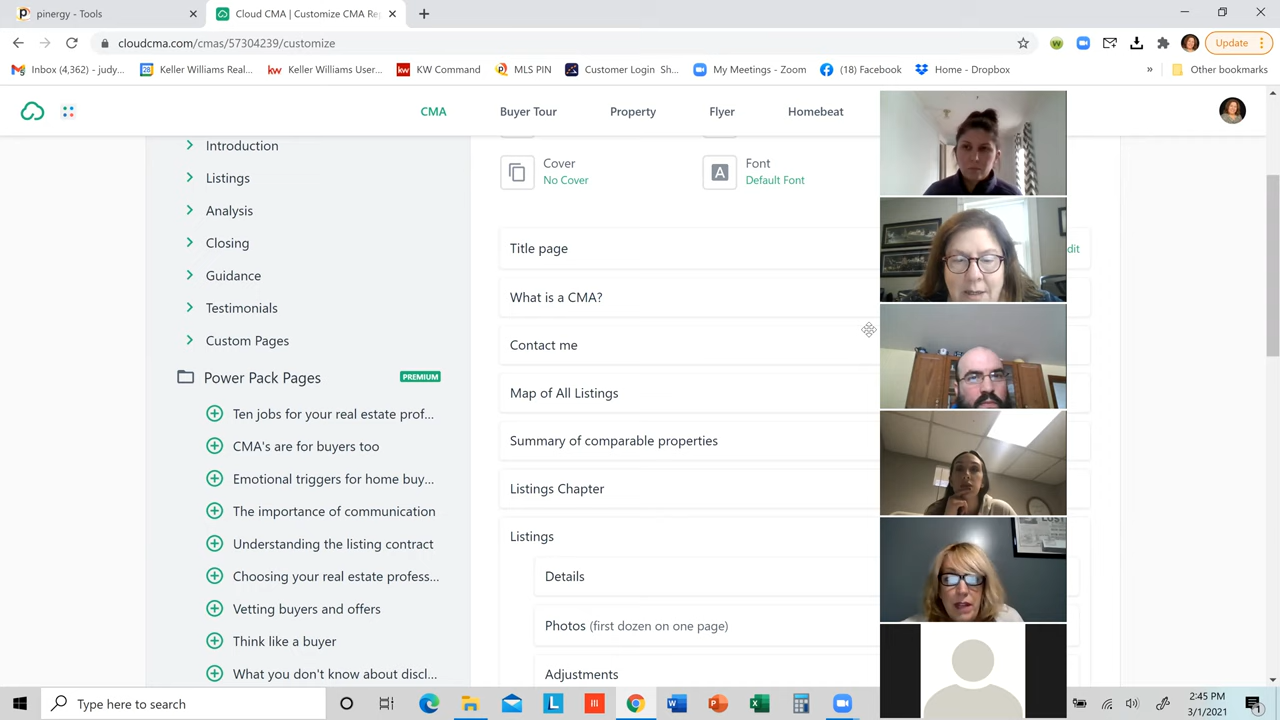 pinergy - Tools
Cloud CMA | Customize CMA Re
cloudcma.com/cmas/57304239/customize
Update
Inbox (4,362) - judy...
Keller Williams Real...
Keller Williams sser...
KW Command
MLS PIN
Customer Login Sh...
My Meetings - Zoom
(18) Facebook
Home - Dropbox
»
Other bookmarks
CMA
Buyer Tour
Property
Flyer
Homebeat
Introduction
Listings
Analysis
Closing
Guidance
Testimonials
Custom Pages
Power Pack Pages
PREMIUM
Ten jobs for your real estate prof...
CMA's are for buyers too
Emotional triggers for home buy...
The importance of communication
Understanding the listing contract
Choosing your real estate profess...
Vetting buyers and offers
Think like a buyer
What you don't know about discl...
Cover
No Cover
A
Font
Default Font
Title page
dit
What is a CMA?
Contact me
Map of All Listings
Summary of comparable properties
Listings Chapter
Listings
Details
Photos (first dozen on one page)
Adjustments
LOST
Type here to search
2:45 PM
3/1/2021
1